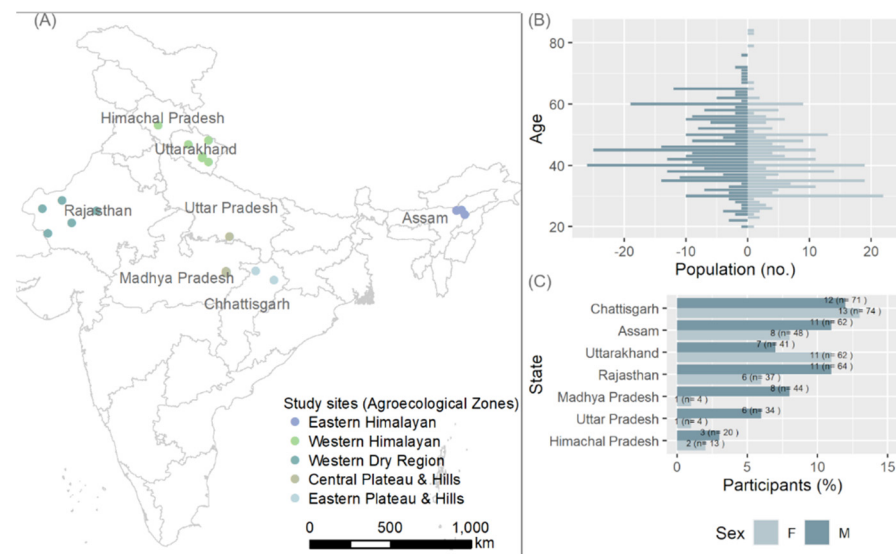 (A)
Himachal Pradesh
Uttarakhand
Rajasthan
Uttar Pradesh
Assam
Madhya Pradesh
Chhattisgarh
Study sites (Agroecological Zones)
Eastern Himalayan
Western Himalayan
Western Dry Region
Central Plateau & Hills
Eastern Plateau & Hills
0 500 1,000
km
(B)
Age
80
60
40
20
-20 -10 0 10 20
Population (no.)
(C)
State
Chattisgarh
12 (n= 71 )
13 (n= 74 )
Assam
11 (n= 62 )
8 (n= 48 )
Uttarakhand
7 (n= 41 )
11 (n= 62 )
Rajasthan
11 (n= 64 )
6 (n= 37 )
Madhya Pradesh
8 (n= 44 )
1 (n= 4 )
Uttar Pradesh
6 (n= 34 )
1 (n= 4 )
Himachal Pradesh
3 (n= 20 )
2 (n= 13 )
0 5 10 15
Participants (%)
Sex F M